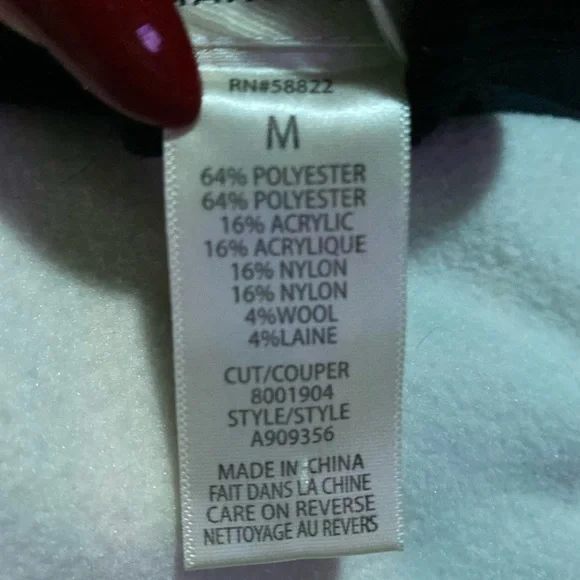 RN#58822
M
64% POLYESTER
64% POLYESTER
16% ACRYLIC
16% ACRYLIQUE
16% NYLON
16% NYLON
4%WOOL
4%LAINE
CUT/COUPER
8001904
STYLE/STYLE
A909356
MADE IN CHINA
FAIT DANS LA CHINE
CARE ON REVERSE
NETTOYAGE AU REVERS